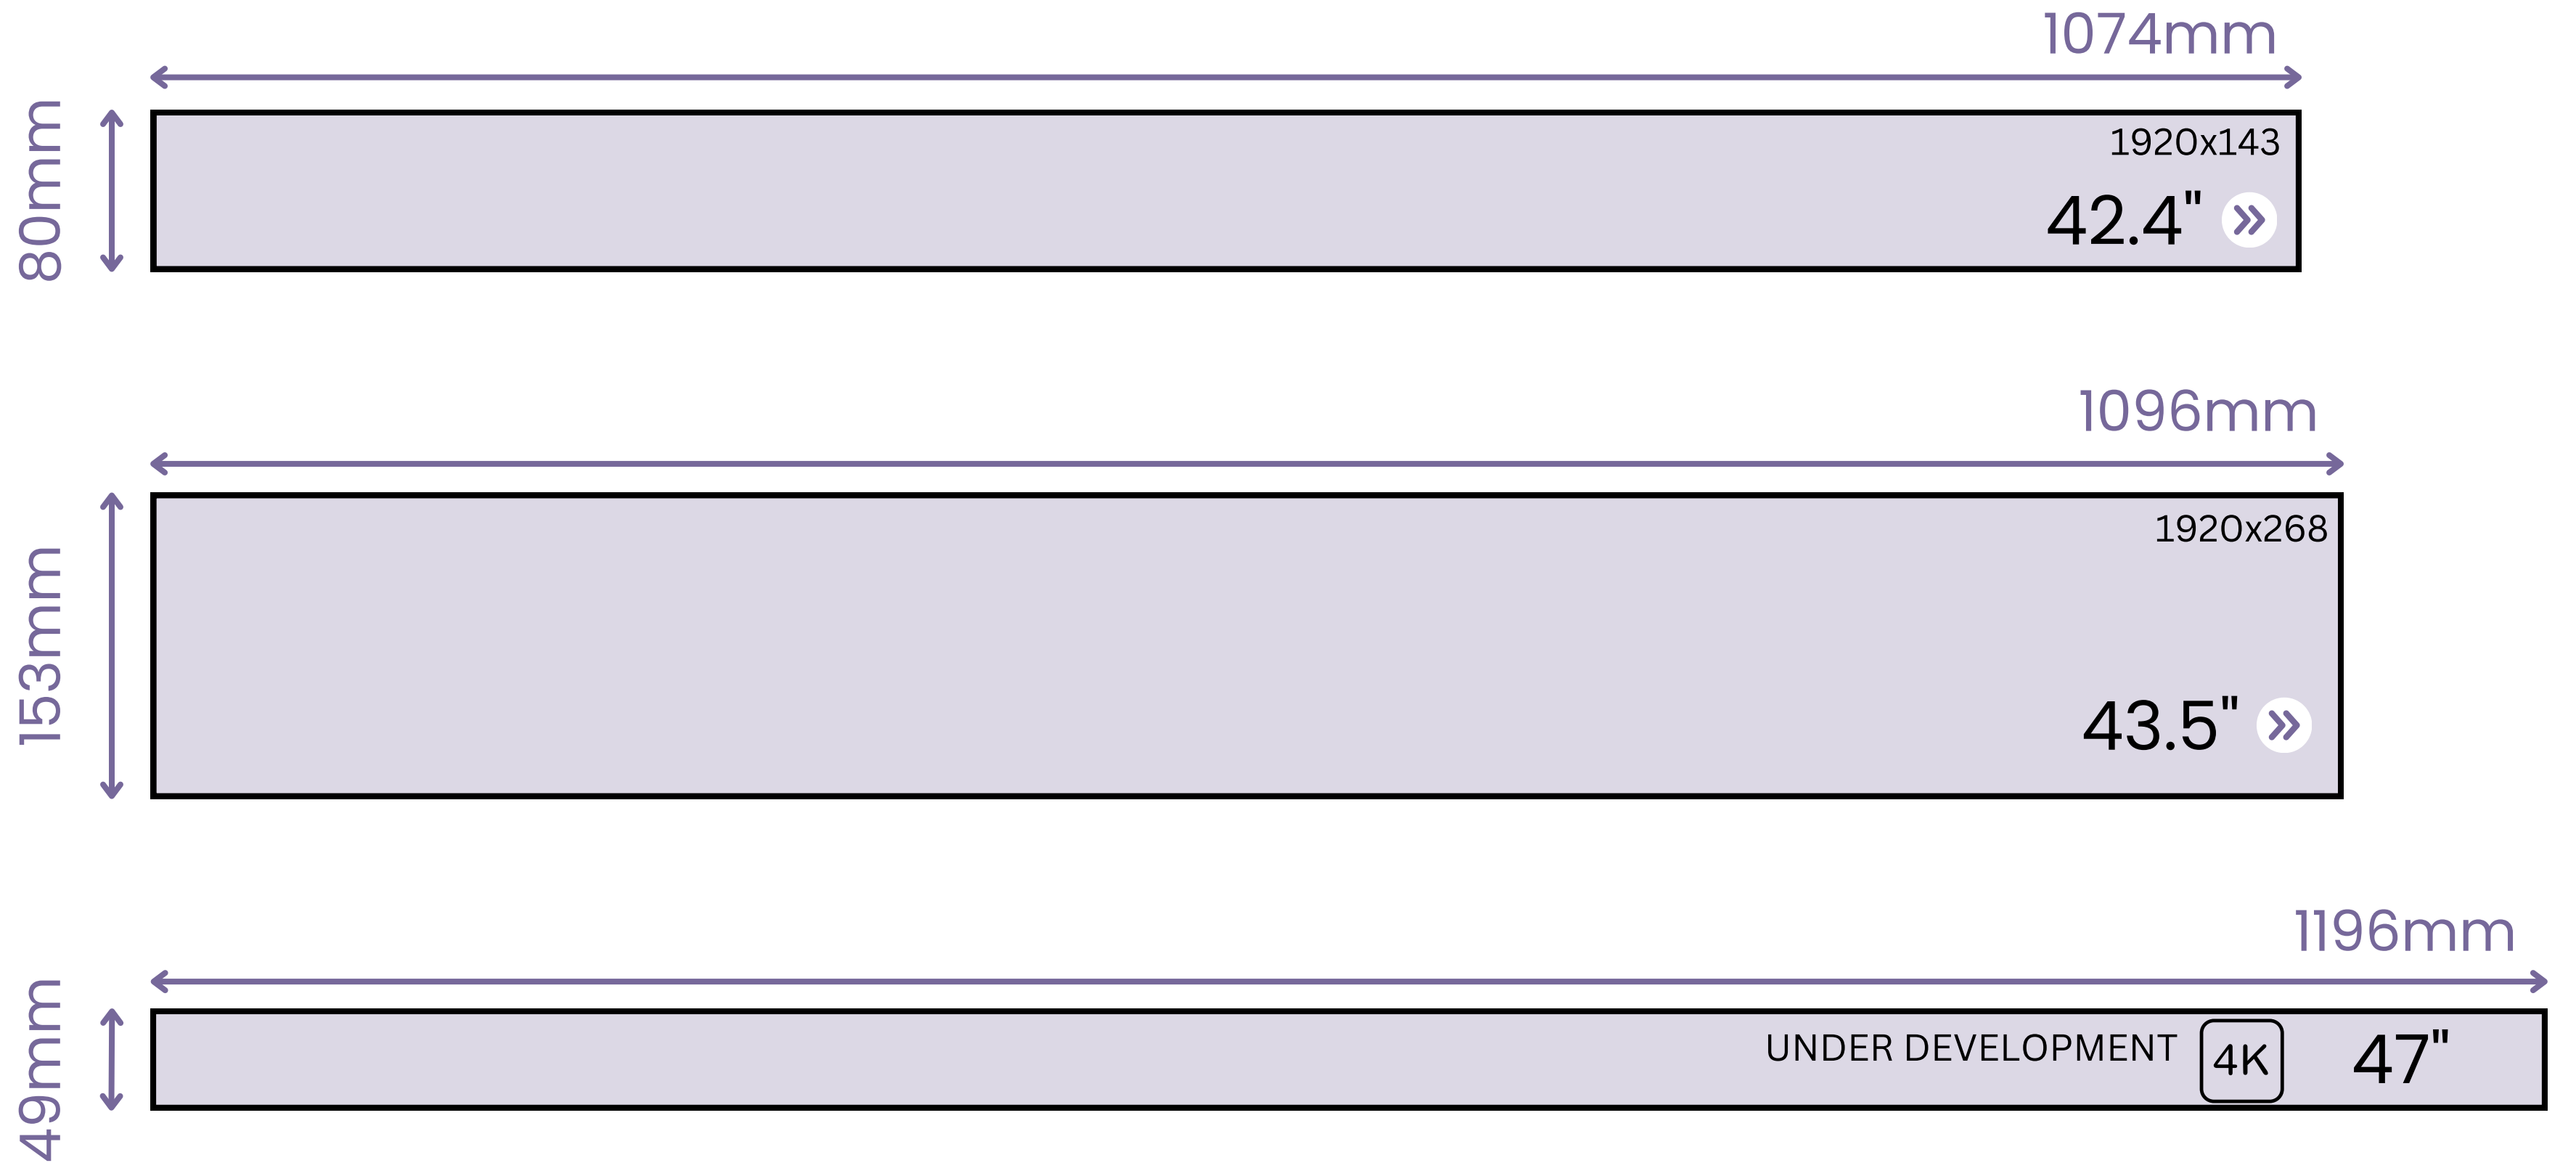 1074mm
80mm
1920x143
42.4"
1096mm
153mm
1920x268
43.5"
1196mm
49mm
UNDER DEVELOPMENT 4K 47"